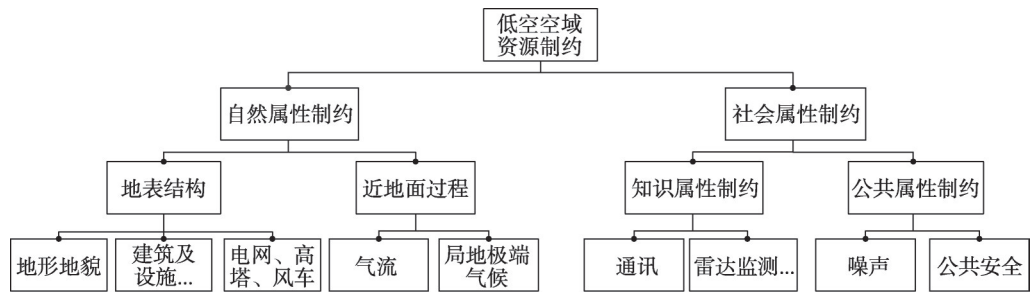 低空空域
资源制约
自然属性制约
社会属性制约
地表结构
近地面过程
知识属性制约
公共属性制约
地形地貌
建筑及
设施...
电网、高
塔、风车
气流
局地极端
气候
通讯
雷达监测...
噪声
公共安全